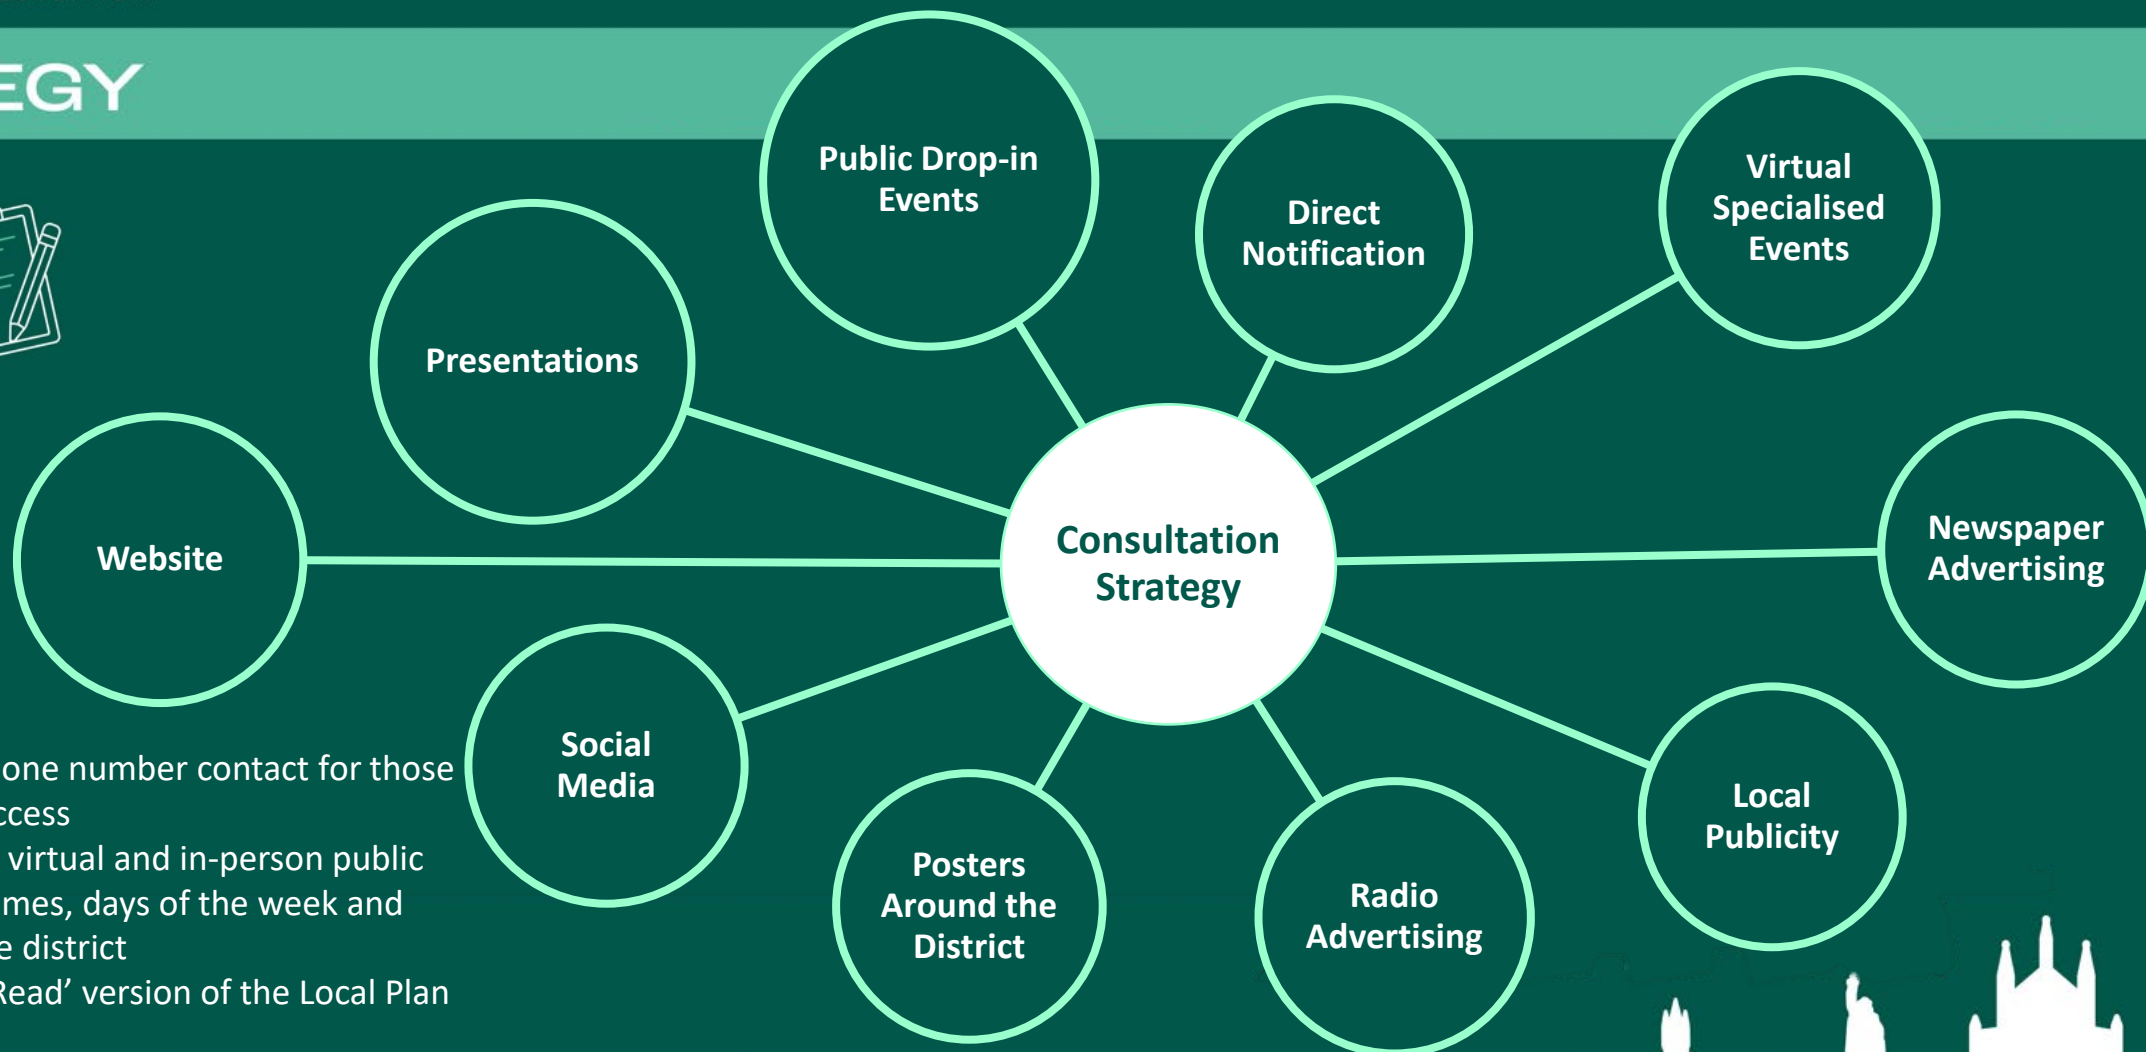 EGY
Public Drop-in
Events
Direct
Notification
Virtual
Specialised
Events
Presentations
Website
Consultation
Strategy
Newspaper
Advertising
Social
Media
Local
Publicity
Posters
Around the
District
Radio
Advertising
one number contact for those
ccess
virtual and in-person public
mes, days of the week and
e district
Read’ version of the Local Plan